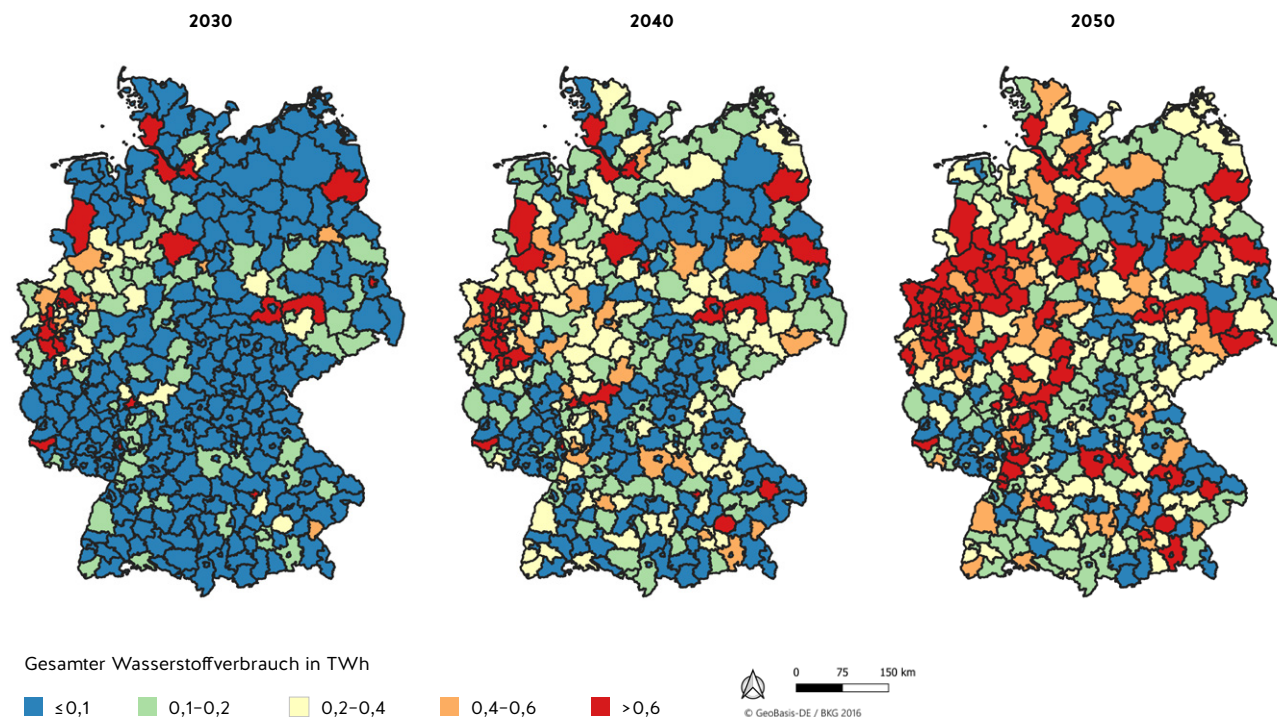 2030
2040
2050
Gesamter Wasserstoffverbrauch in TWh
≤0,1
0,1–0,2
0,2–0,4
0,4–0,6
>0,6
0 75 150 km
© GeoBasis-DE / BKG 2016